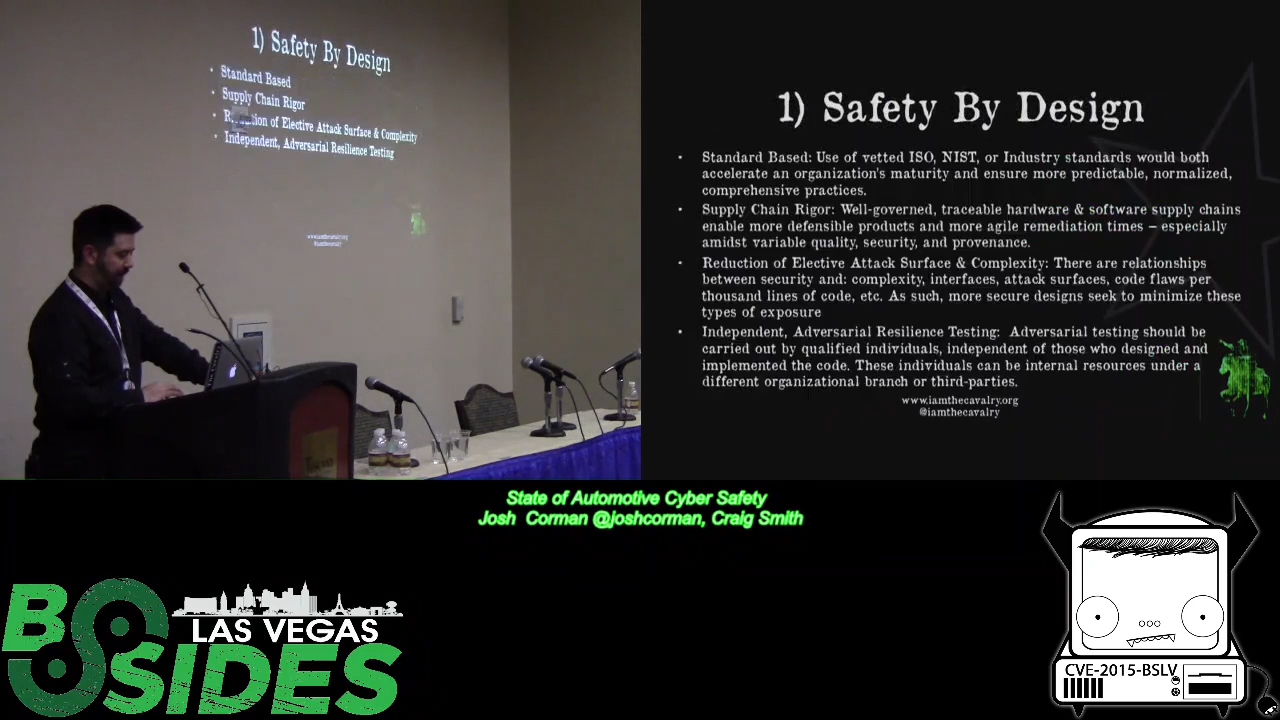 1) Safety By Design
• Standard Based
• Supply Chain Rigor
• Reduction of Elective Attack Surface & Complexity
• Independent, Adversarial Resilience Testing
www.iamthecavalry.org
@iamthecavalry
1) Safety By Design
• Standard Based: Use of vetted ISO, NIST, or Industry standards would both
accelerate an organization's maturity and ensure more predictable, normalized,
comprehensive practices.
• Supply Chain Rigor: Well-governed, traceable hardware & software supply chains
enable more defensible products and more agile remediation times – especially
amidst variable quality, security, and provenance.
• Reduction of Elective Attack Surface & Complexity: There are relationships
between security and: complexity, interfaces, attack surfaces, code flaws per
thousand lines of code, etc. As such, more secure designs seek to minimize these
types of exposure
• Independent, Adversarial Resilience Testing: Adversarial testing should be
carried out by qualified individuals, independent of those who designed and
implemented the code. These individuals can be internal resources under a
different organizational branch or third-parties.
www.iamthecavalry.org
@iamthecavalry
State of Automotive Cyber Safety
Josh Corman @joshcorman, Craig Smith
BSIDES
LAS VEGAS
CVE-2015-BSLV